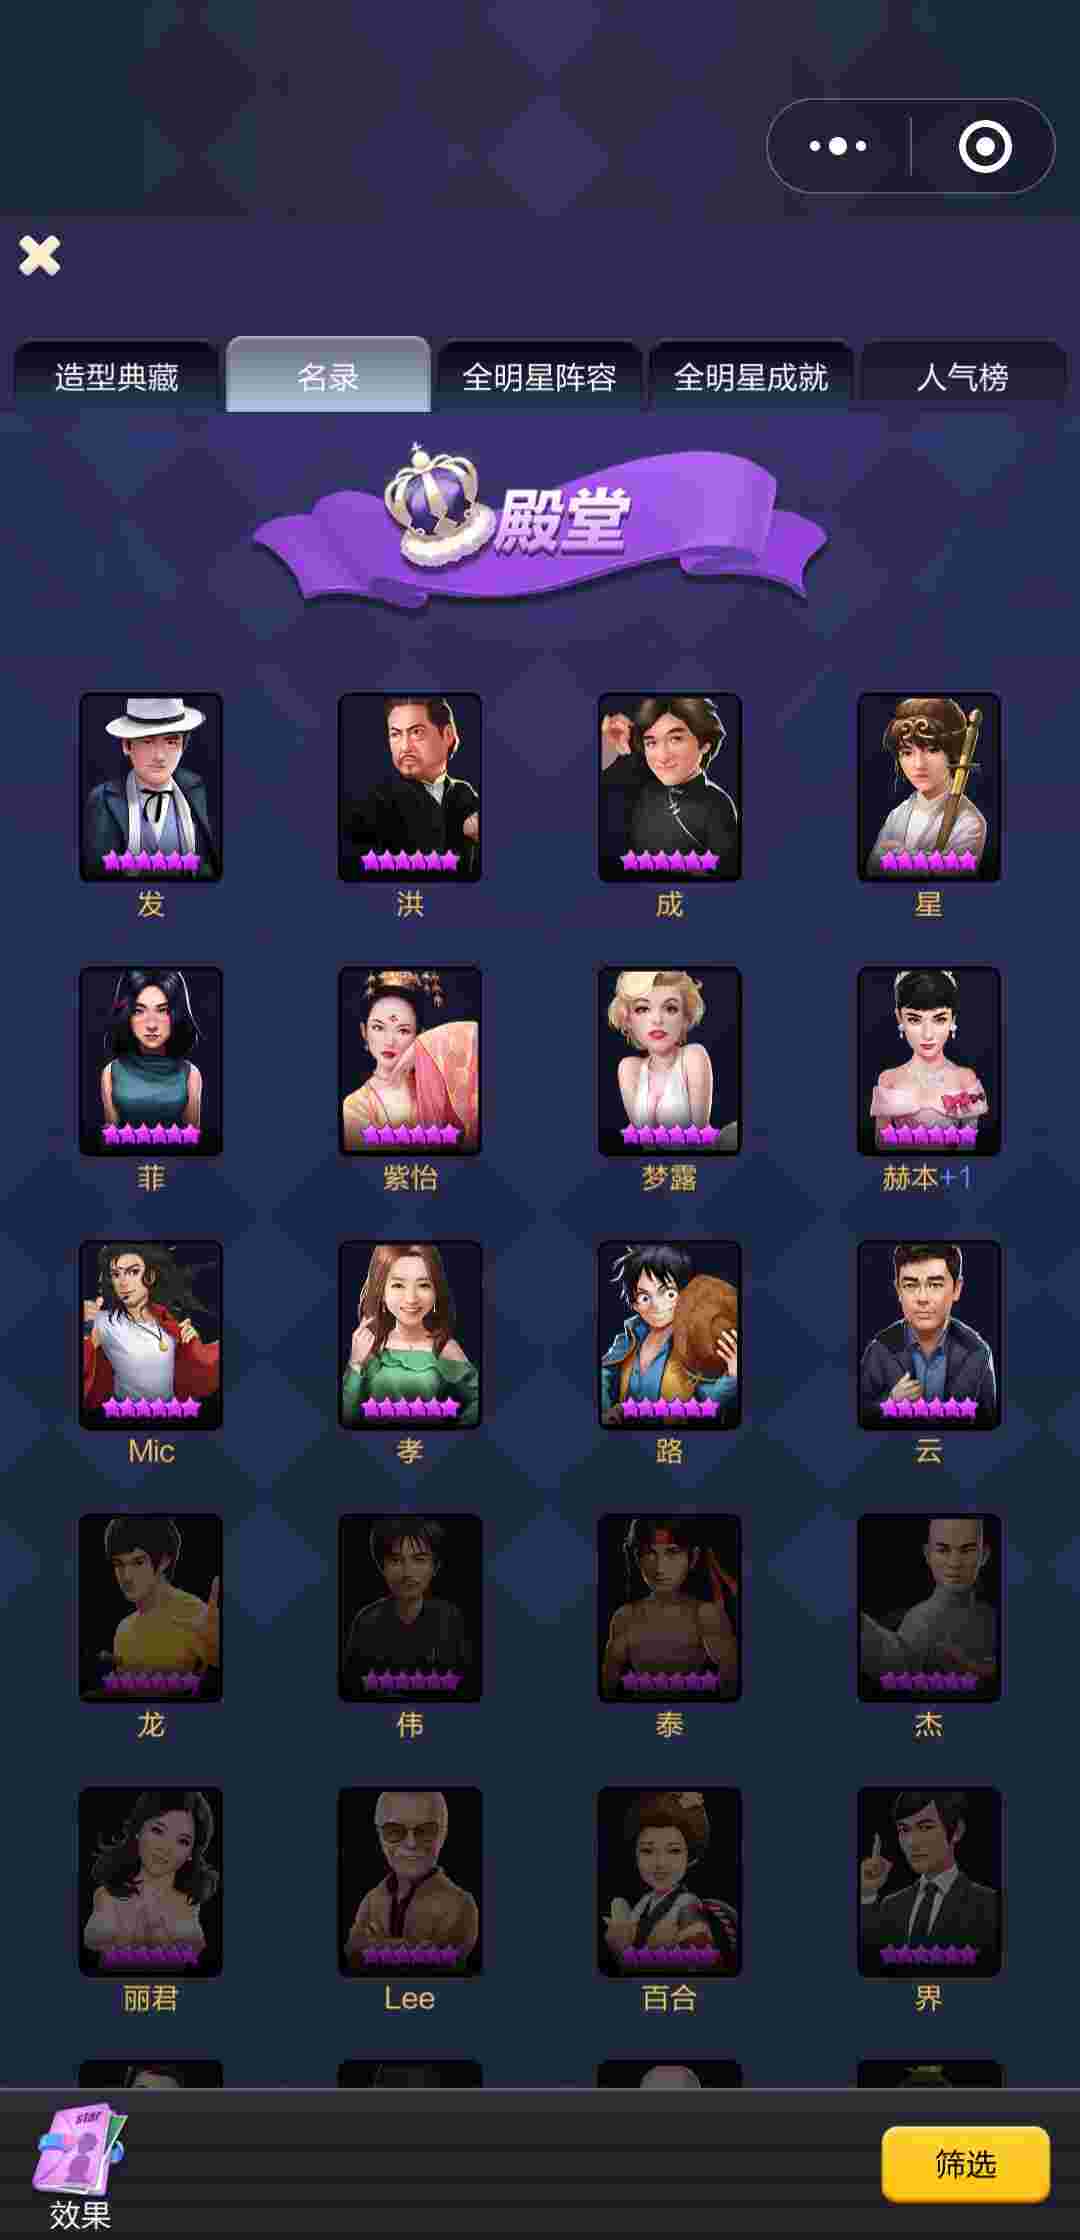 造型典藏
名录
全明星阵容
全明星成就
人气榜
殿堂
发
洪
成
星
菲
紫怡
梦露
赫本+1
Mic
孝
路
云
龙
伟
泰
杰
丽君
Lee
百合
界
star
效果
筛选